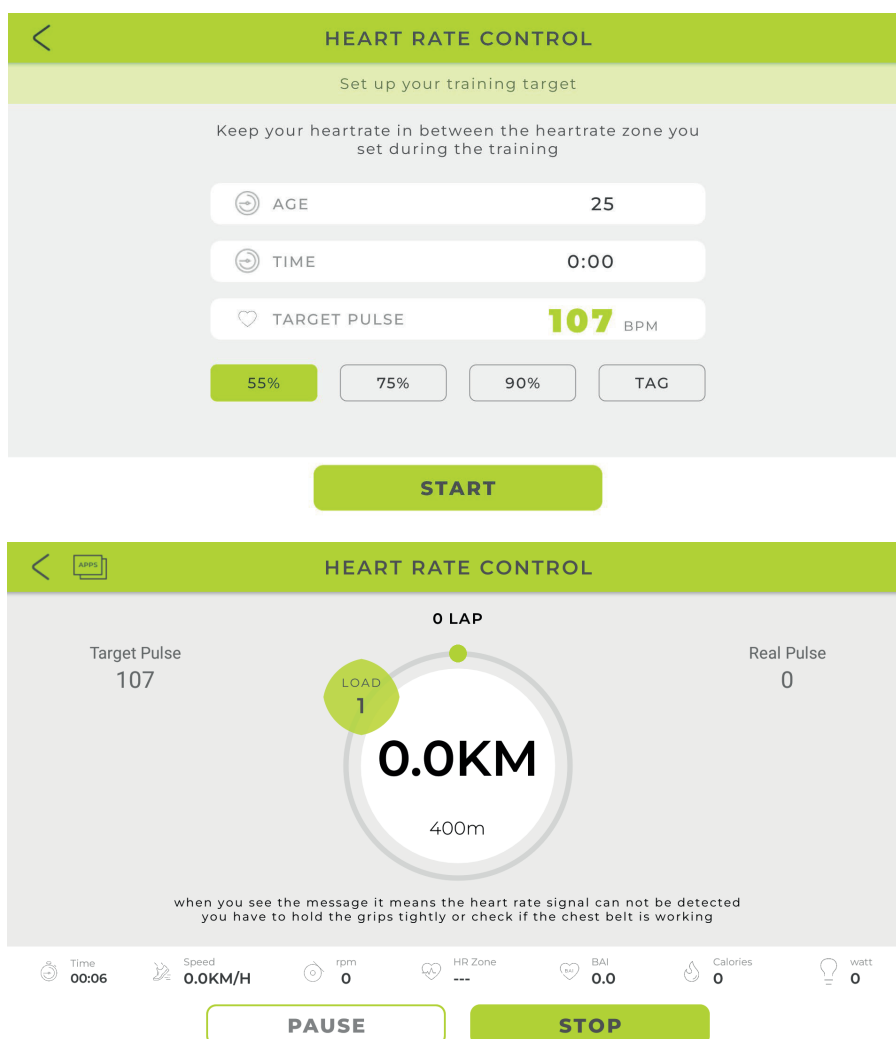 HEART RATE CONTROL
Set up your training target
Keep your heartrate in between the heartrate zone you
set during the training
AGE 25
TIME 0:00
TARGET PULSE 107 BPM
55% 75% 90% TAG
START
APPS HEART RATE CONTROL
0 LAP
Target Pulse
107
Real Pulse
0
LOAD
1
0.0KM
400m
when you see the message it means the heart rate signal can not be detected
you have to hold the grips tightly or check if the chest belt is working
Time
00:06
Speed
0.0KM/H
rpm
0
HR Zone
---
BAI
BAI
0.0
Calories
0
watt
0
PAUSE STOP